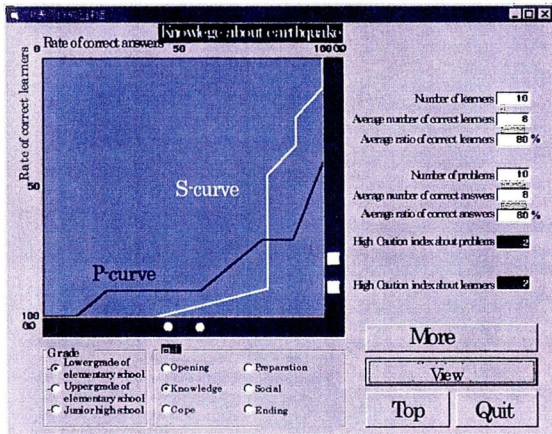 Knowlege about earthquake
0 Rate of correct answers 50 100
Rate of correct learners
50
100
S-curve
P-curve
Number of learners 10
Average number of correct learners 8
Average ratio of correct learners 80 %
Number of problems 10
Average number of correct answers 8
Average ratio of correct answers 80 %
High Caution index about problems 2
High Caution index about learners 2
More
View
Top Quit
Grade
Lower grade of
elementary school
Upper grade of
elementary school
Junior high school
Opening Preparation
Knowledge Social
Cope Ending